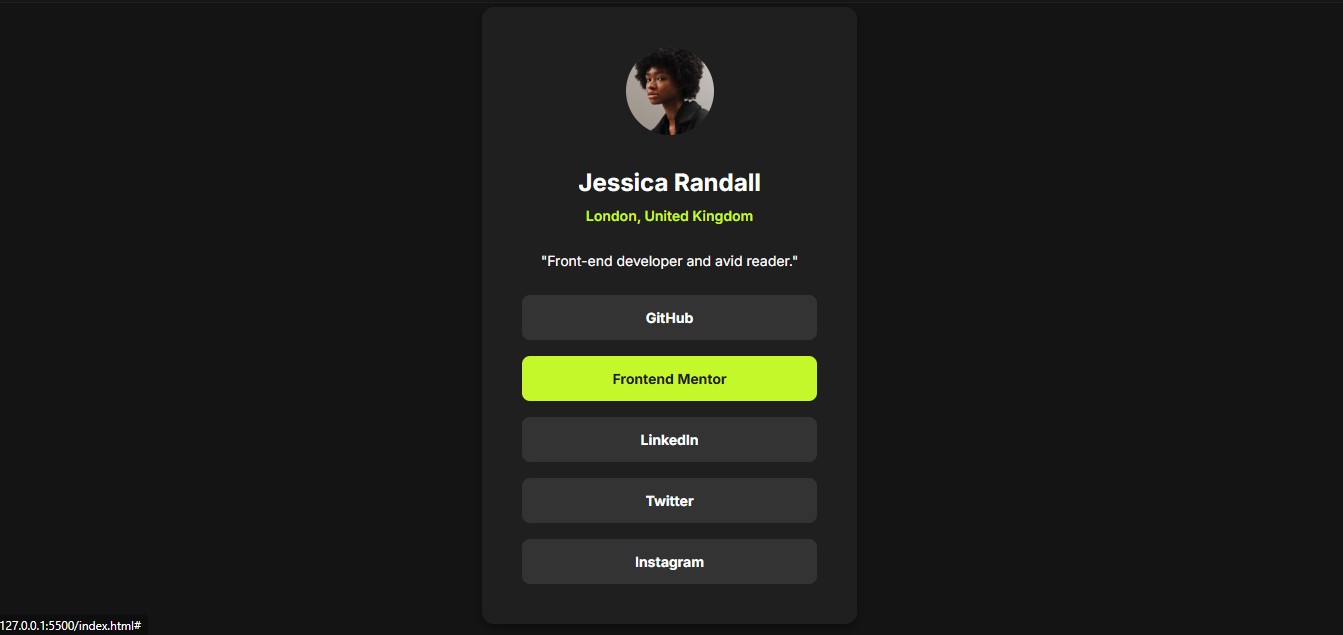 Jessica Randall
London, United Kingdom
"Front-end developer and avid reader."
GitHub
Frontend Mentor
LinkedIn
Twitter
Instagram
127.0.0.1:5500/index.html#